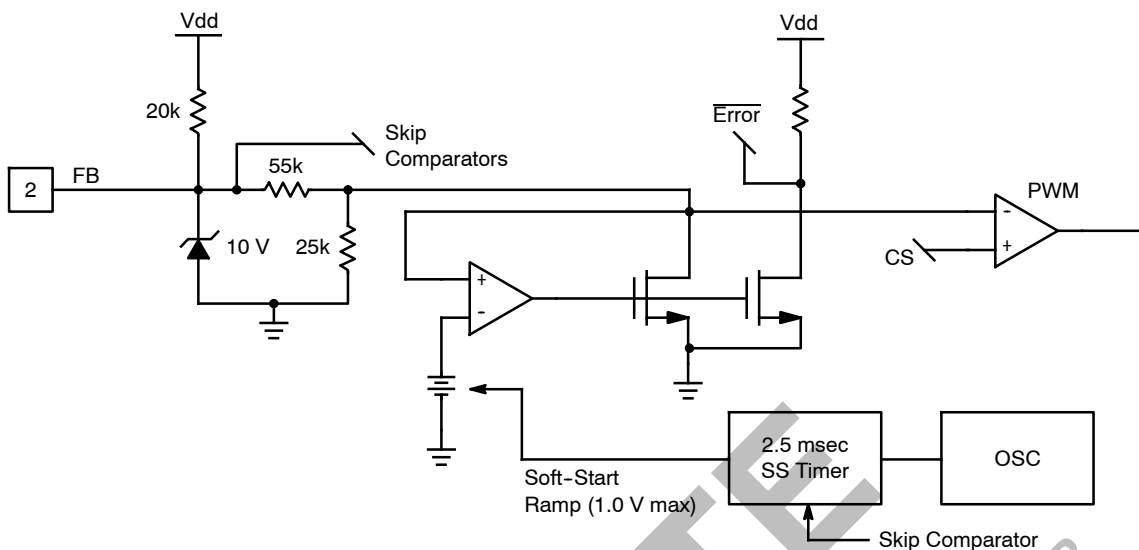 Vdd
Vdd
20k
Error
Skip
Comparators
2
FB
55k
PWM
10 V
25k
-
+
CS
+
-
2.5 msec
SS Timer
OSC
Soft-Start
Ramp (1.0 V max)
Skip Comparator